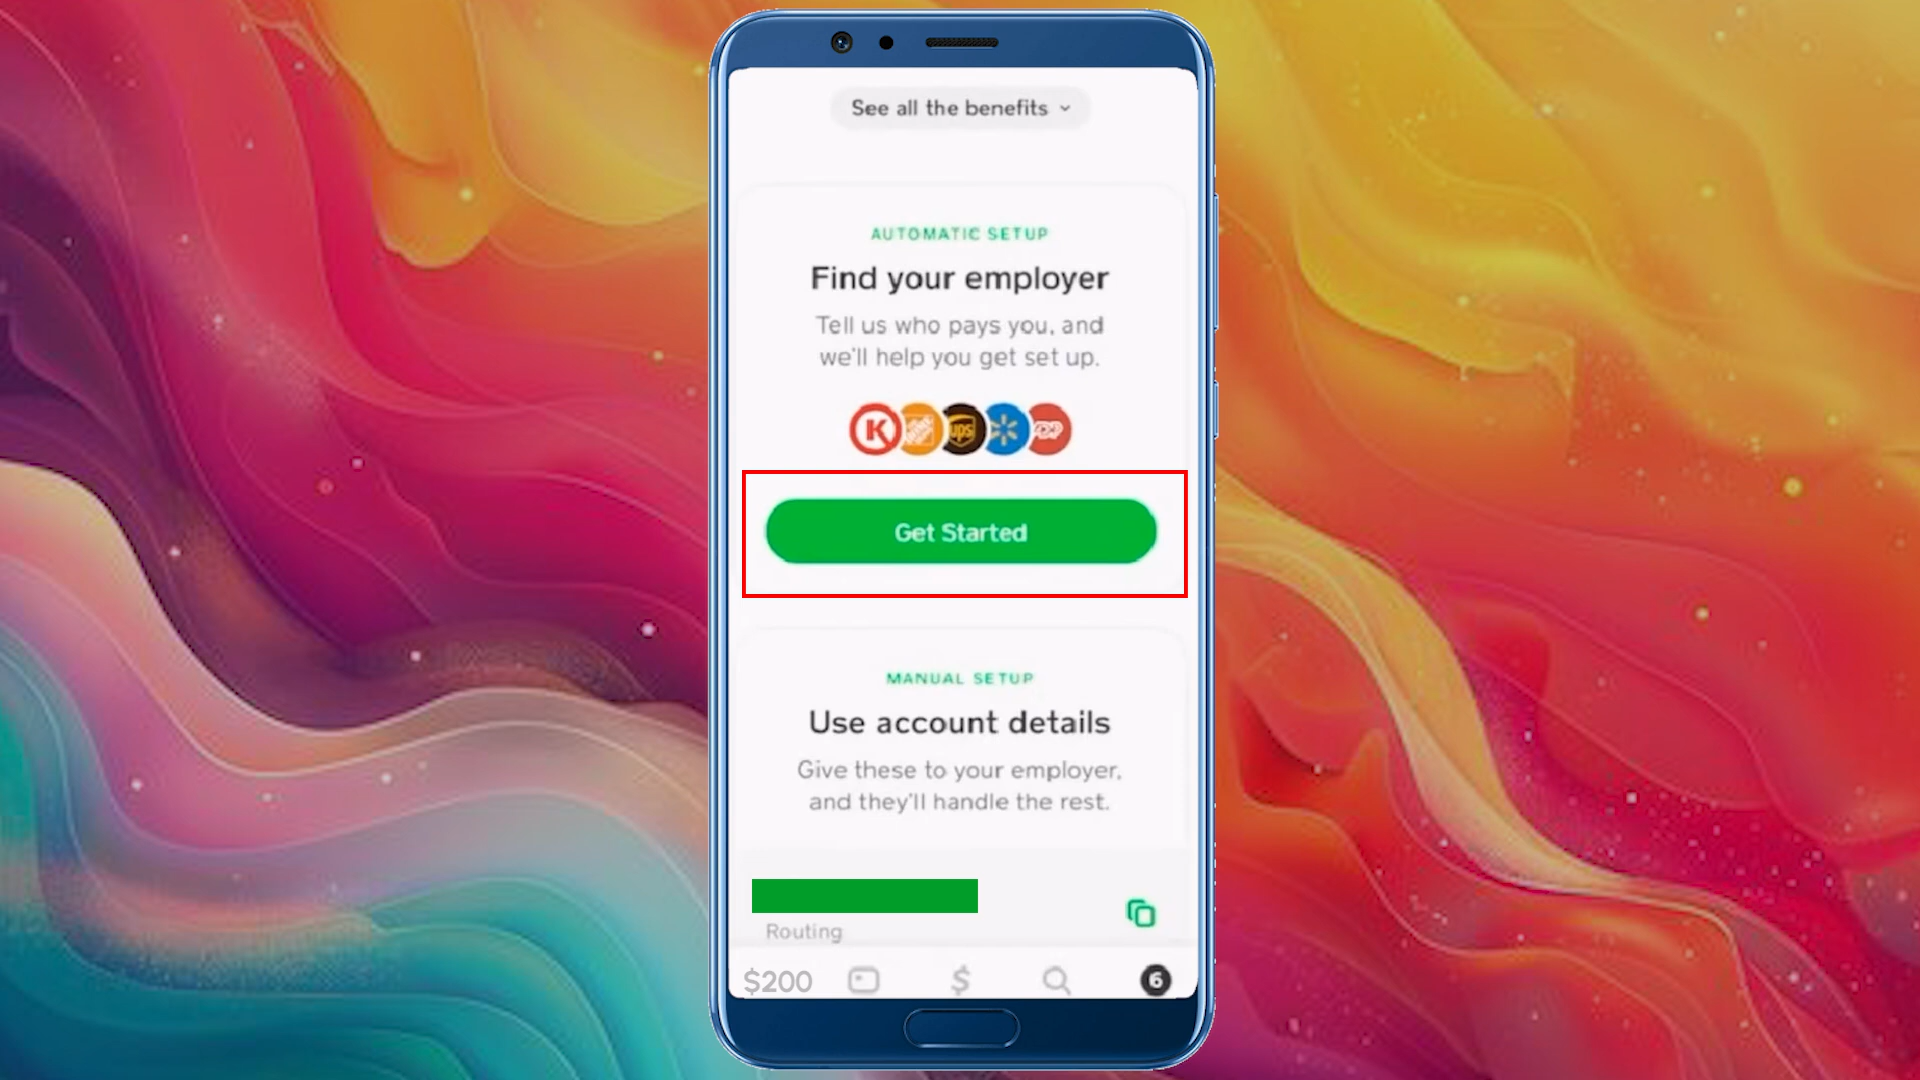 See all the benefits
AUTOMATIC SETUP
Find your employer
Tell us who pays you, and
we'll help you get set up.
K
ups
ADP
Get Started
MANUAL SETUP
Use account details
Give these to your employer,
and they'll handle the rest.
Routing
$200 $ 6